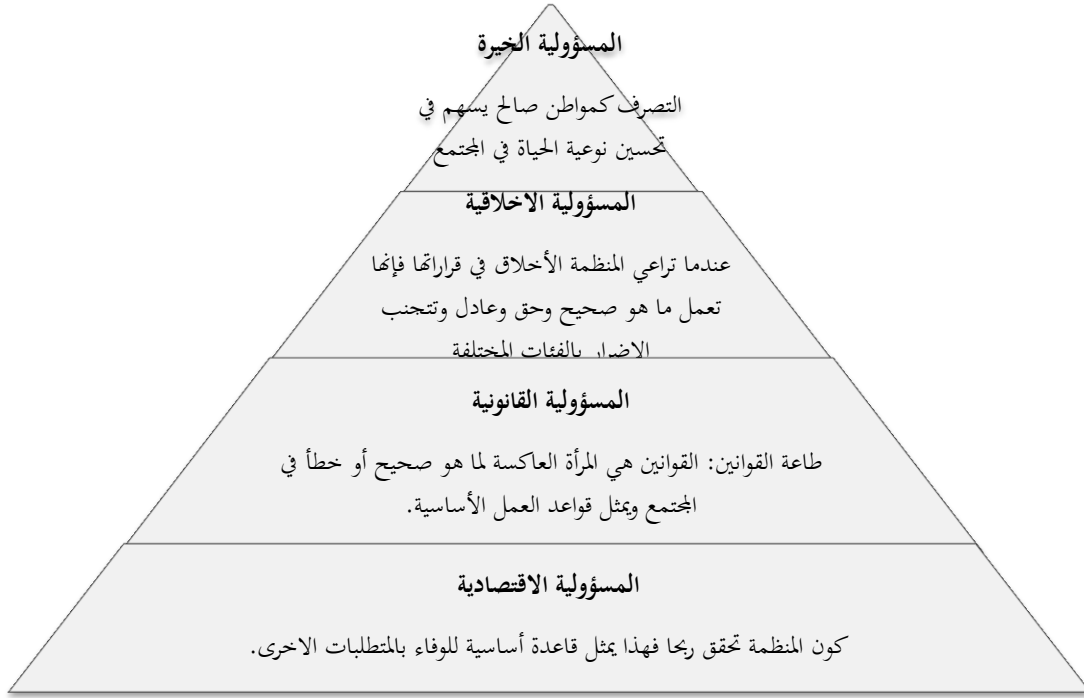 المسؤولية الخيرة
التصرف كمواطن صالح يسهم في
تحسين نوعية الحياة في المجتمع
المسؤولية الاخلاقية
عندما تراعي المنظمة الأخلاق في قراراتها فإنها
تعمل ما هو صحيح وحق وعادل وتتجنب
الاضرار بالفئات المختلفة
المسؤولية القانونية
طاعة القوانين: القوانين هي المرأة العاكسة لما هو صحيح أو خطأ في
المجتمع ويمثل قواعد العمل الأساسية.
المسؤولية الاقتصادية
كون المنظمة تحقق ربحا فهذا يمثل قاعدة أساسية للوفاء بالمتطلبات الاخرى.